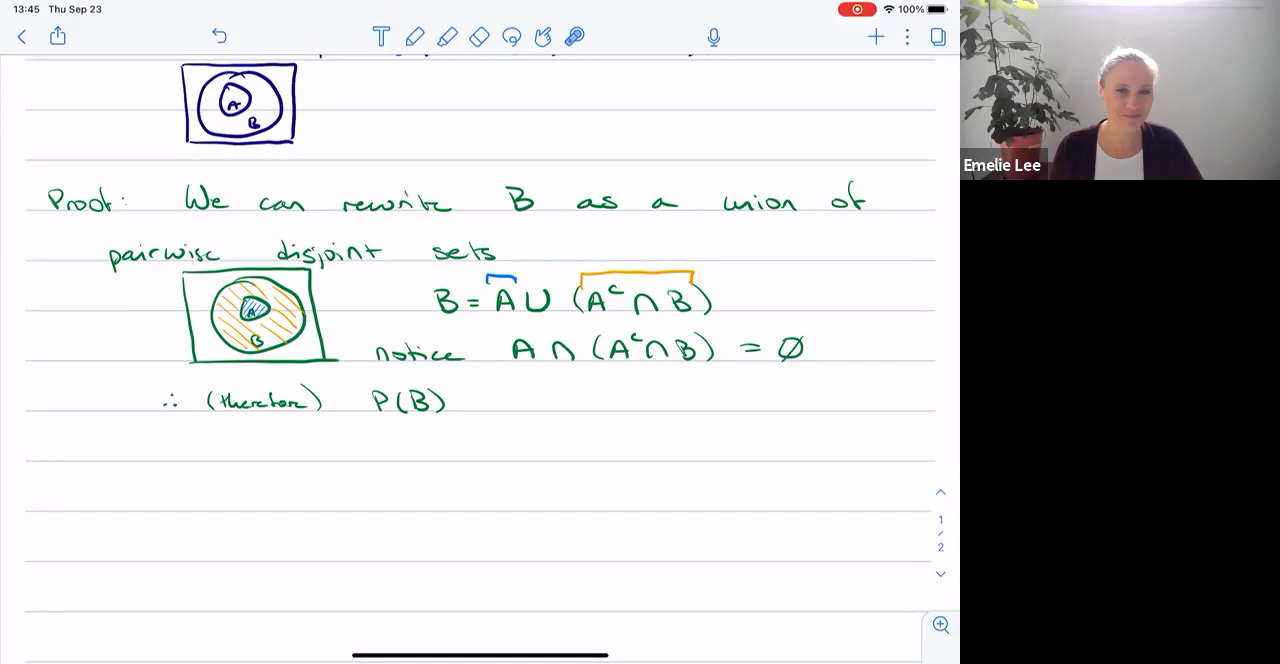 13:45 Thu Sep 23
100%
A
B
Proof: We can rewrite B as a union of
pairwise disjoint sets
A
B
B = A ∪ (Aᶜ ∩ B)
notice A ∩ (Aᶜ ∩ B) = ∅
∴ (therefore) P(B)
1
/
2
Emelie Lee